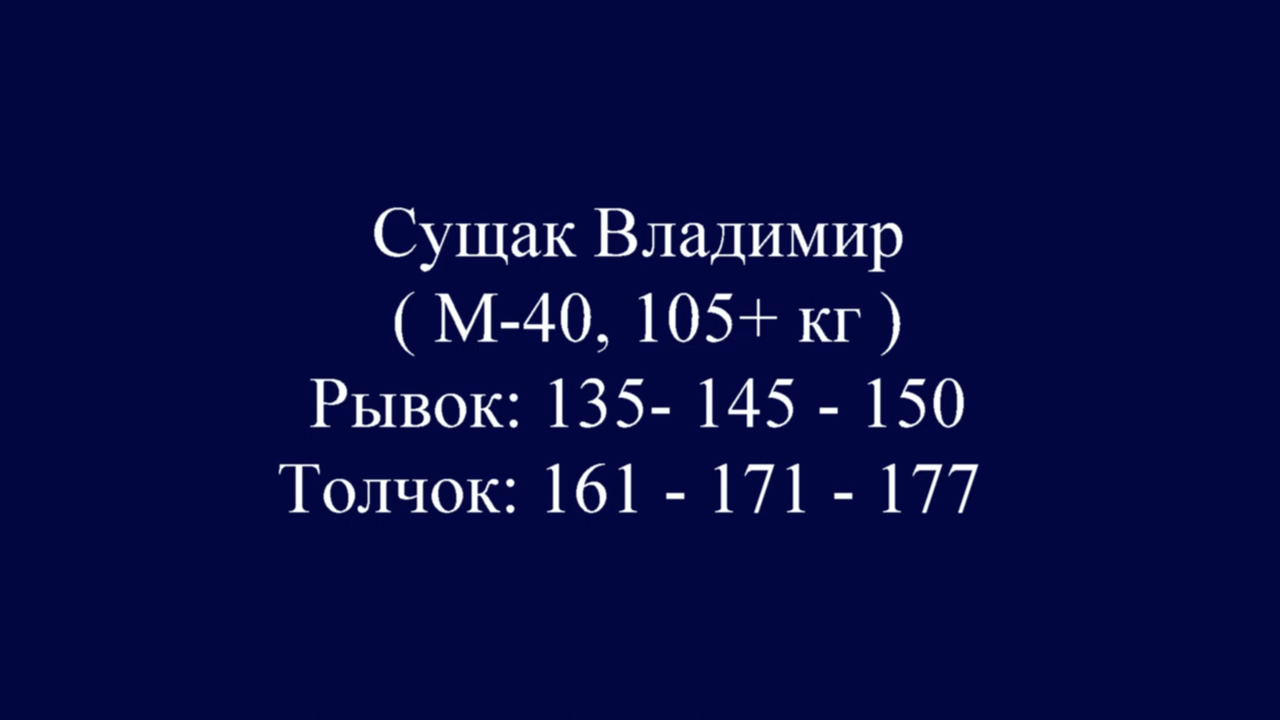 Сущак Владимир
( М-40, 105+ кг )
Рывок: 135- 145 - 150
Толчок: 161 - 171 - 177